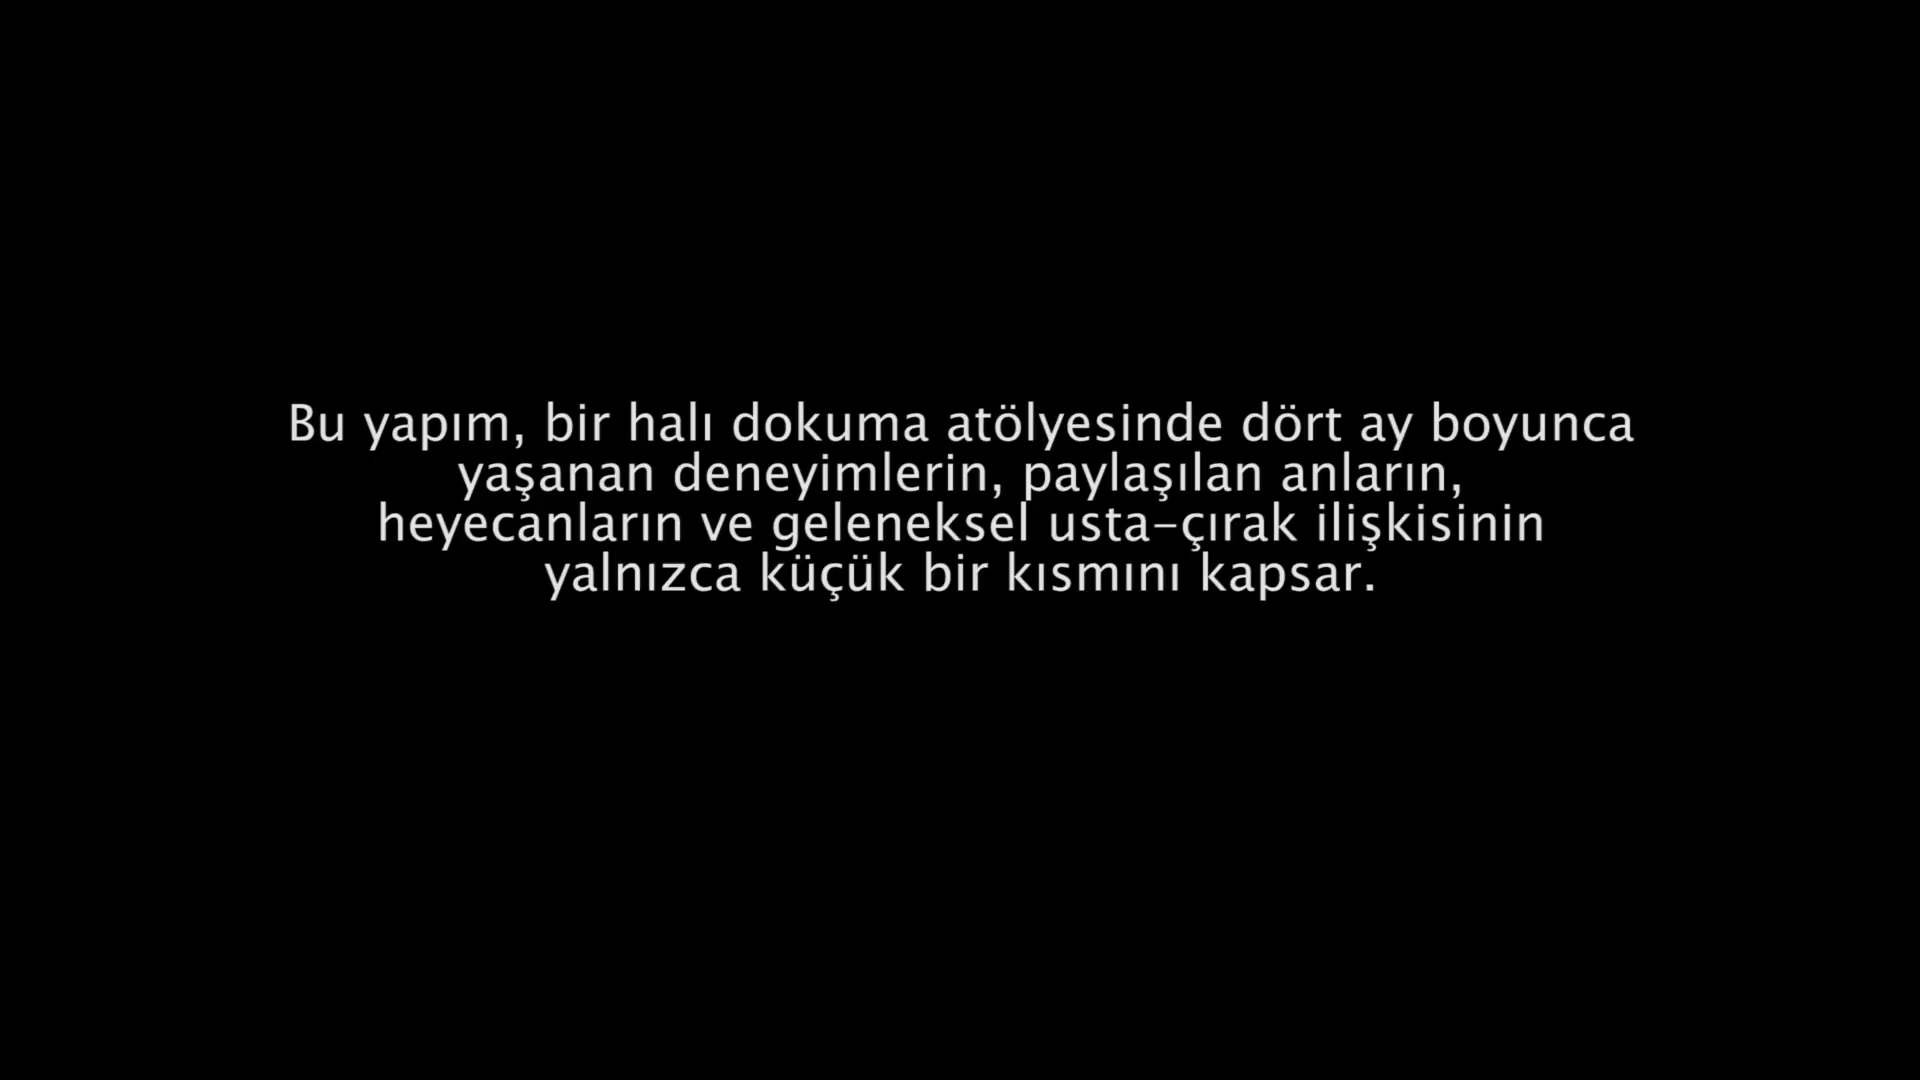 Bu yapım, bir halı dokuma atölyesinde dört ay boyunca
yaşanan deneyimlerin, paylaşılan anların,
heyecanların ve geleneksel usta-çırak ilişkisinin
yalnızca küçük bir kısmını kapsar.